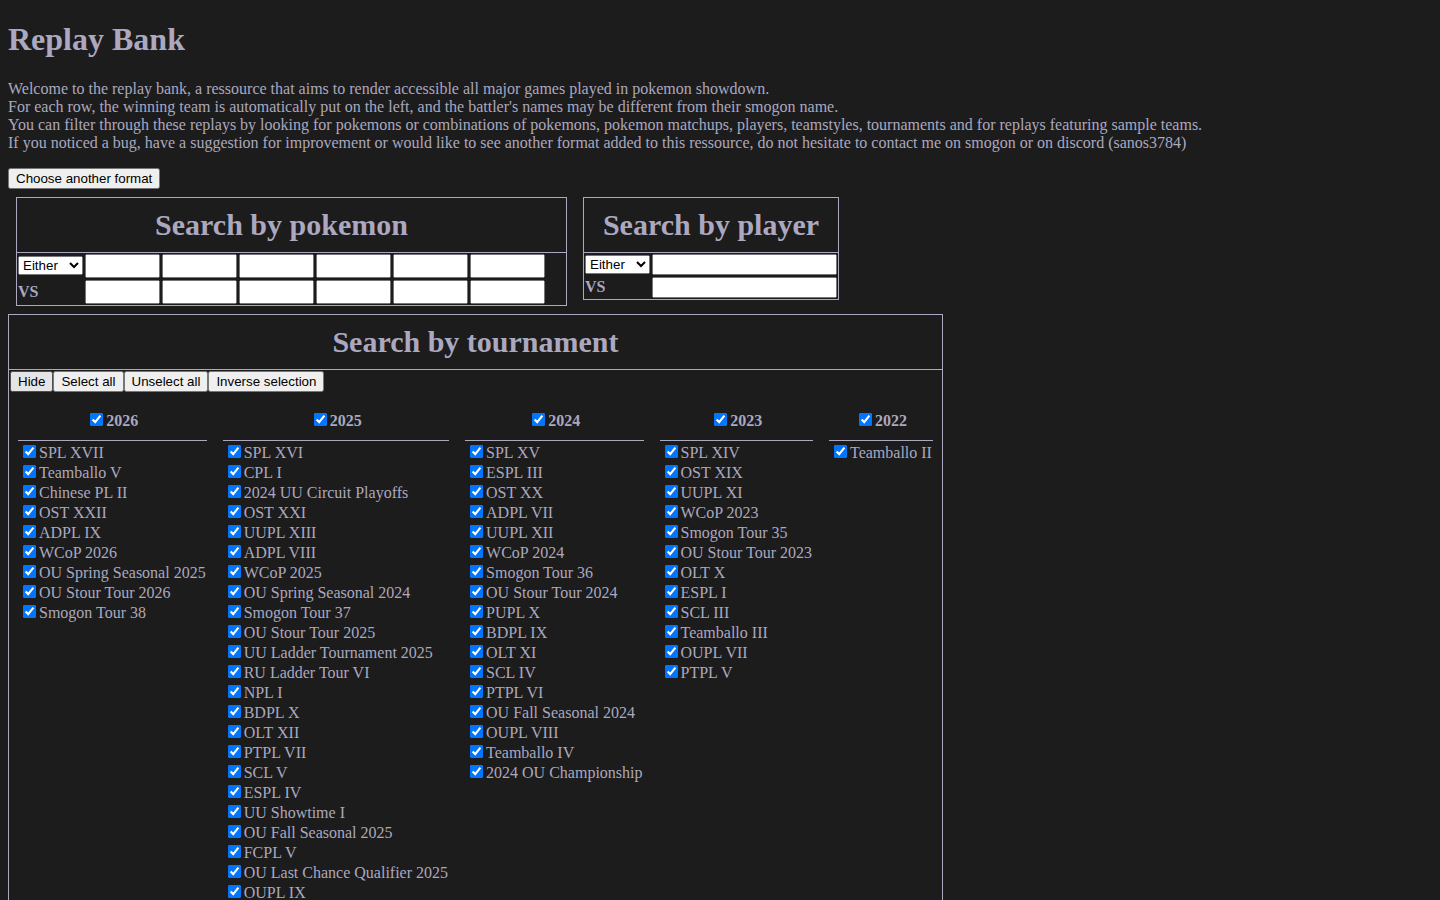 Replay Bank
Welcome to the replay bank, a ressource that aims to render accessible all major games played in pokemon showdown.
For each row, the winning team is automatically put on the left, and the battler's names may be different from their smogon name.
You can filter through these replays by looking for pokemons or combinations of pokemons, pokemon matchups, players, teamstyles, tournaments and for replays featuring sample teams.
If you noticed a bug, have a suggestion for improvement or would like to see another format added to this ressource, do not hesitate to contact me on smogon or on discord (sanos3784)
Choose another format
Search by pokemon
Either
VS
Search by player
Either
VS
Search by tournament
Hide Select all Unselect all Inverse selection
2026
SPL XVII
Teamballo V
Chinese PL II
OST XXII
ADPL IX
WCoP 2026
OU Spring Seasonal 2025
OU Stour Tour 2026
Smogon Tour 38
2025
SPL XVI
CPL I
2024 UU Circuit Playoffs
OST XXI
UUPL XIII
ADPL VIII
WCoP 2025
OU Spring Seasonal 2024
Smogon Tour 37
OU Stour Tour 2025
UU Ladder Tournament 2025
RU Ladder Tour VI
NPL I
BDPL X
OLT XII
PTPL VII
SCL V
ESPL IV
UU Showtime I
OU Fall Seasonal 2025
FCPL V
OU Last Chance Qualifier 2025
OUPL IX
2024
SPL XV
ESPL III
OST XX
ADPL VII
UUPL XII
WCoP 2024
Smogon Tour 36
OU Stour Tour 2024
PUPL X
BDPL IX
OLT XI
SCL IV
PTPL VI
OU Fall Seasonal 2024
OUPL VIII
Teamballo IV
2024 OU Championship
2023
SPL XIV
OST XIX
UUPL XI
WCoP 2023
Smogon Tour 35
OU Stour Tour 2023
OLT X
ESPL I
SCL III
Teamballo III
OUPL VII
PTPL V
2022
Teamballo II